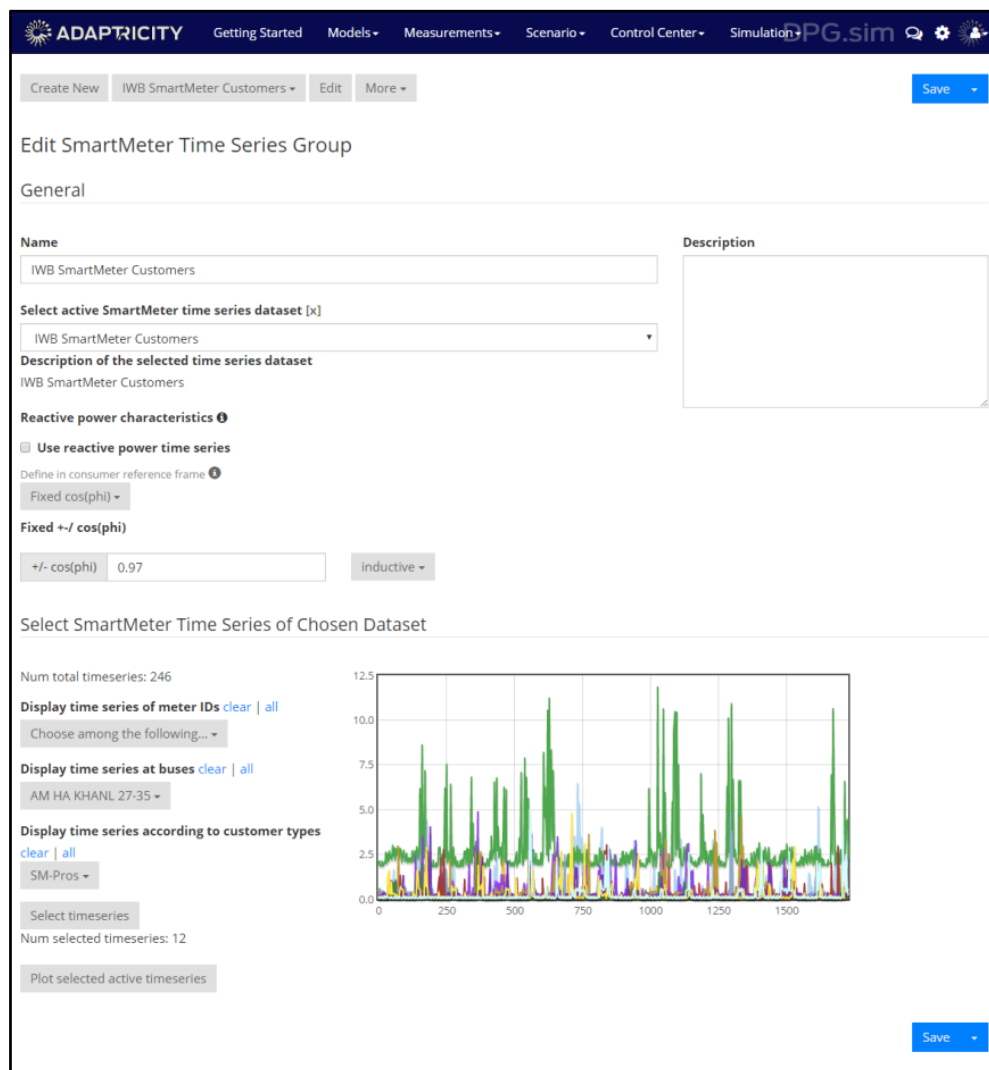 ADAPTRICITY Getting Started Models Measurements Scenario Control Center Simulation DPG.sim
Create New IWB SmartMeter Customers Edit More Save
Edit SmartMeter Time Series Group
General
Name Description
IWB SmartMeter Customers
Select active SmartMeter time series dataset [x]
IWB SmartMeter Customers
Description of the selected time series dataset
IWB SmartMeter Customers
Reactive power characteristics
Use reactive power time series
Define in consumer reference frame
Fixed cos(phi)
Fixed +-/ cos(phi)
+/- cos(phi) 0.97 inductive
Select SmartMeter Time Series of Chosen Dataset
Num total timeseries: 246
Display time series of meter IDs clear | all
Choose among the following...
Display time series at buses clear | all
AM HA KHANL 27-35
Display time series according to customer types
clear | all
SM-Pros
Select timeseries
Num selected timeseries: 12
Plot selected active timeseries
12.5
10.0
7.5
5.0
2.5
0.0
0 250 500 750 1000 1250 1500
Save